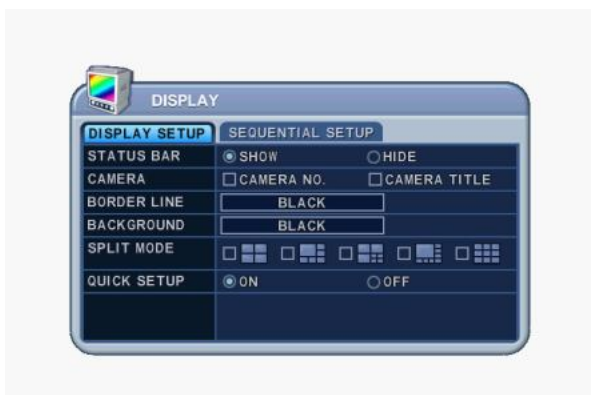 DISPLAY
DISPLAY SETUP SEQUENTIAL SETUP
STATUS BAR SHOW HIDE
CAMERA CAMERA NO. CAMERA TITLE
BORDER LINE BLACK
BACKGROUND BLACK
SPLIT MODE
QUICK SETUP ON OFF